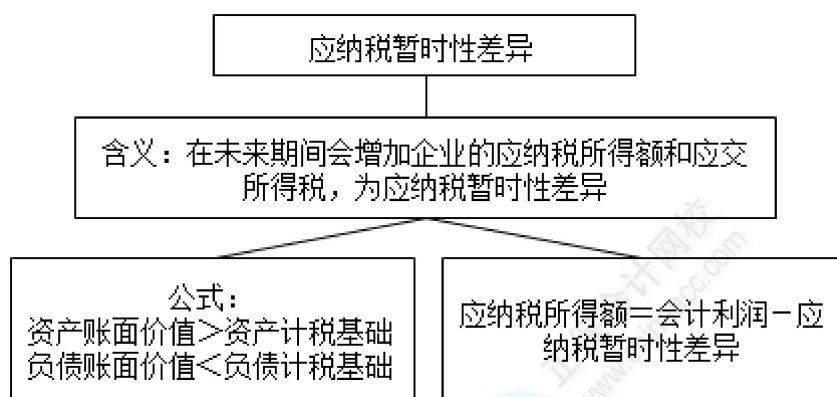 应纳税暂时性差异
含义：在未来期间会增加企业的应纳税所得额和应交
所得税，为应纳税暂时性差异
公式：
资产账面价值＞资产计税基础
负债账面价值＜负债计税基础
应纳税所得额＝会计利润－应
纳税暂时性差异